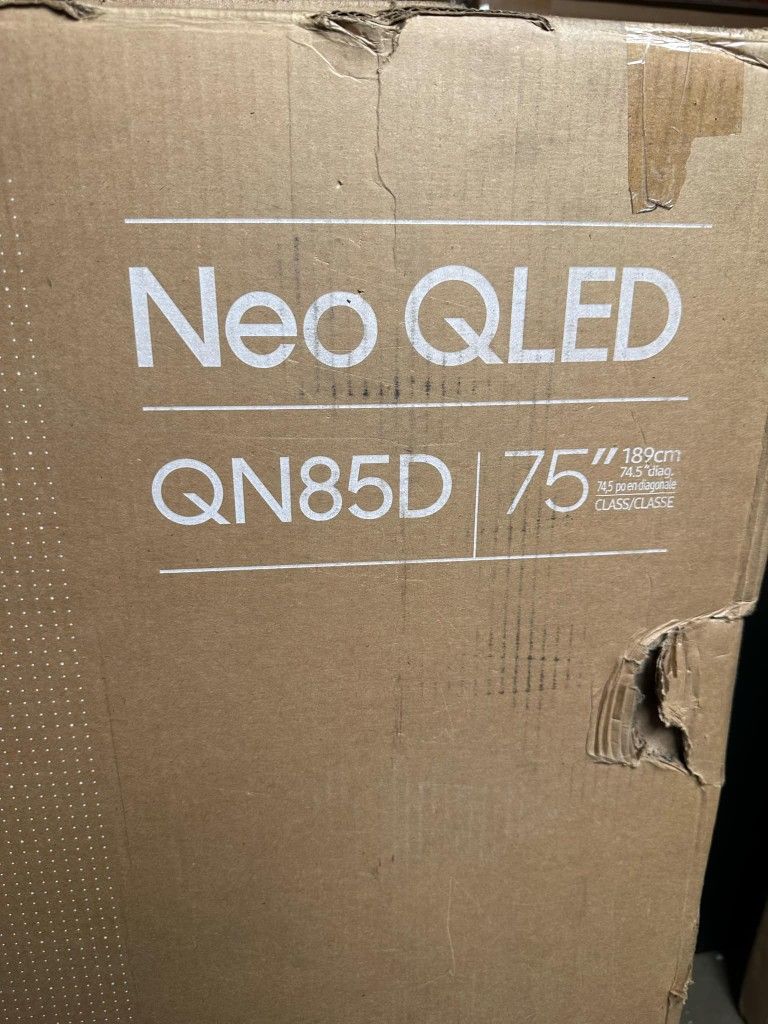 Neo QLED
QN85D
75" 189cm
74.5" diag.
74,5 po en diagonale
CLASS/CLASSE